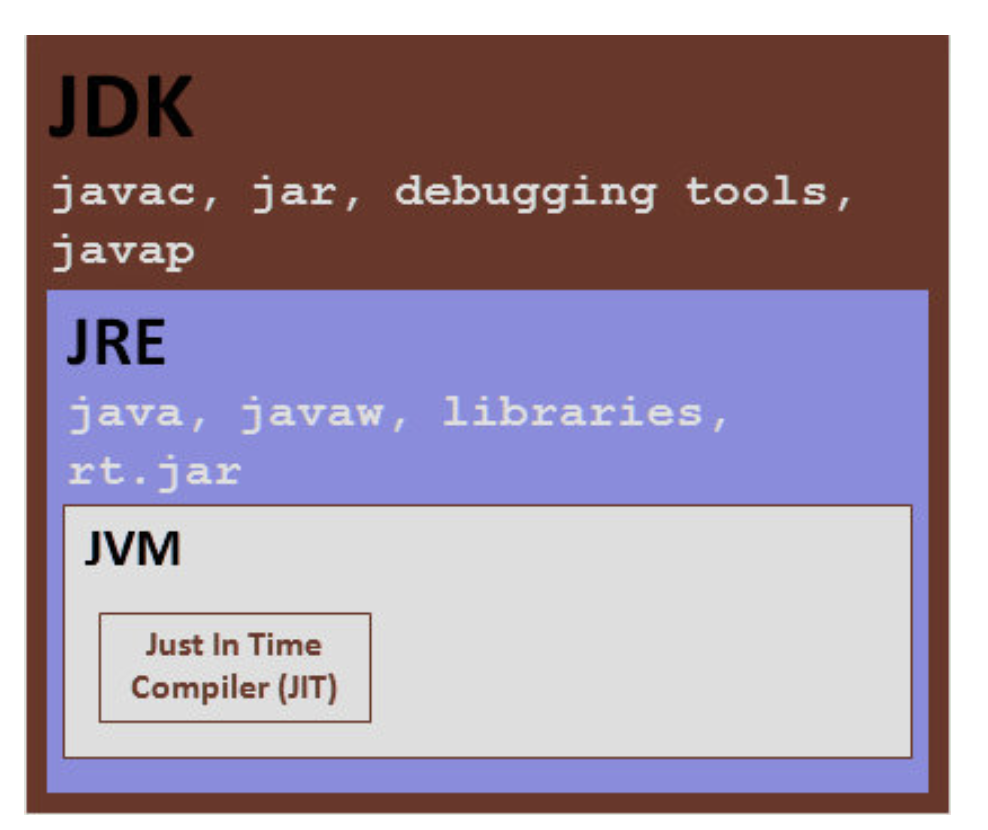 JDK
javac, jar, debugging tools,
javap
JRE
java, javaw, libraries,
rt.jar
JVM
Just In Time
Compiler (JIT)